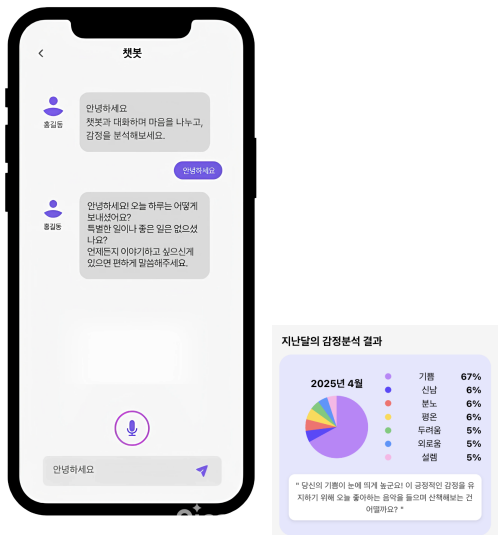 챗봇
안녕하세요
챗봇과 대화하며 마음을 나누고,
감정을 분석해보세요.
홍길동
안녕하세요
안녕하세요! 오늘 하루는 어떻게
보내셨어요?
특별한 일이나 좋은 일은 없으셨
나요?
언제든지 이야기하고 싶으신게
있으면 편하게 말씀해주세요.
홍길동
안녕하세요
지난달의 감정분석 결과
2025년 4월
기쁨 67%
신남 6%
분노 6%
평온 6%
두려움 5%
외로움 5%
설렘 5%
" 당신의 기쁨이 눈에 띄게 높군요! 이 긍정적인 감정을 유
지하기 위해 오늘 좋아하는 음악을 들으며 산책해보는 건
어떨까요? "